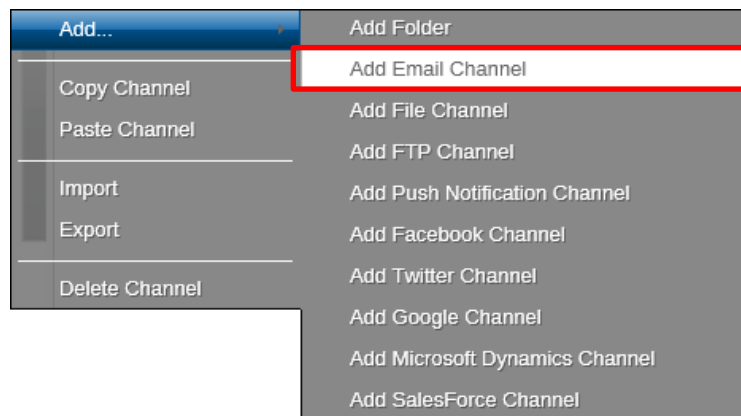 Add...
Copy Channel
Paste Channel
Import
Export
Delete Channel
Add Folder
Add Email Channel
Add File Channel
Add FTP Channel
Add Push Notification Channel
Add Facebook Channel
Add Twitter Channel
Add Google Channel
Add Microsoft Dynamics Channel
Add SalesForce Channel